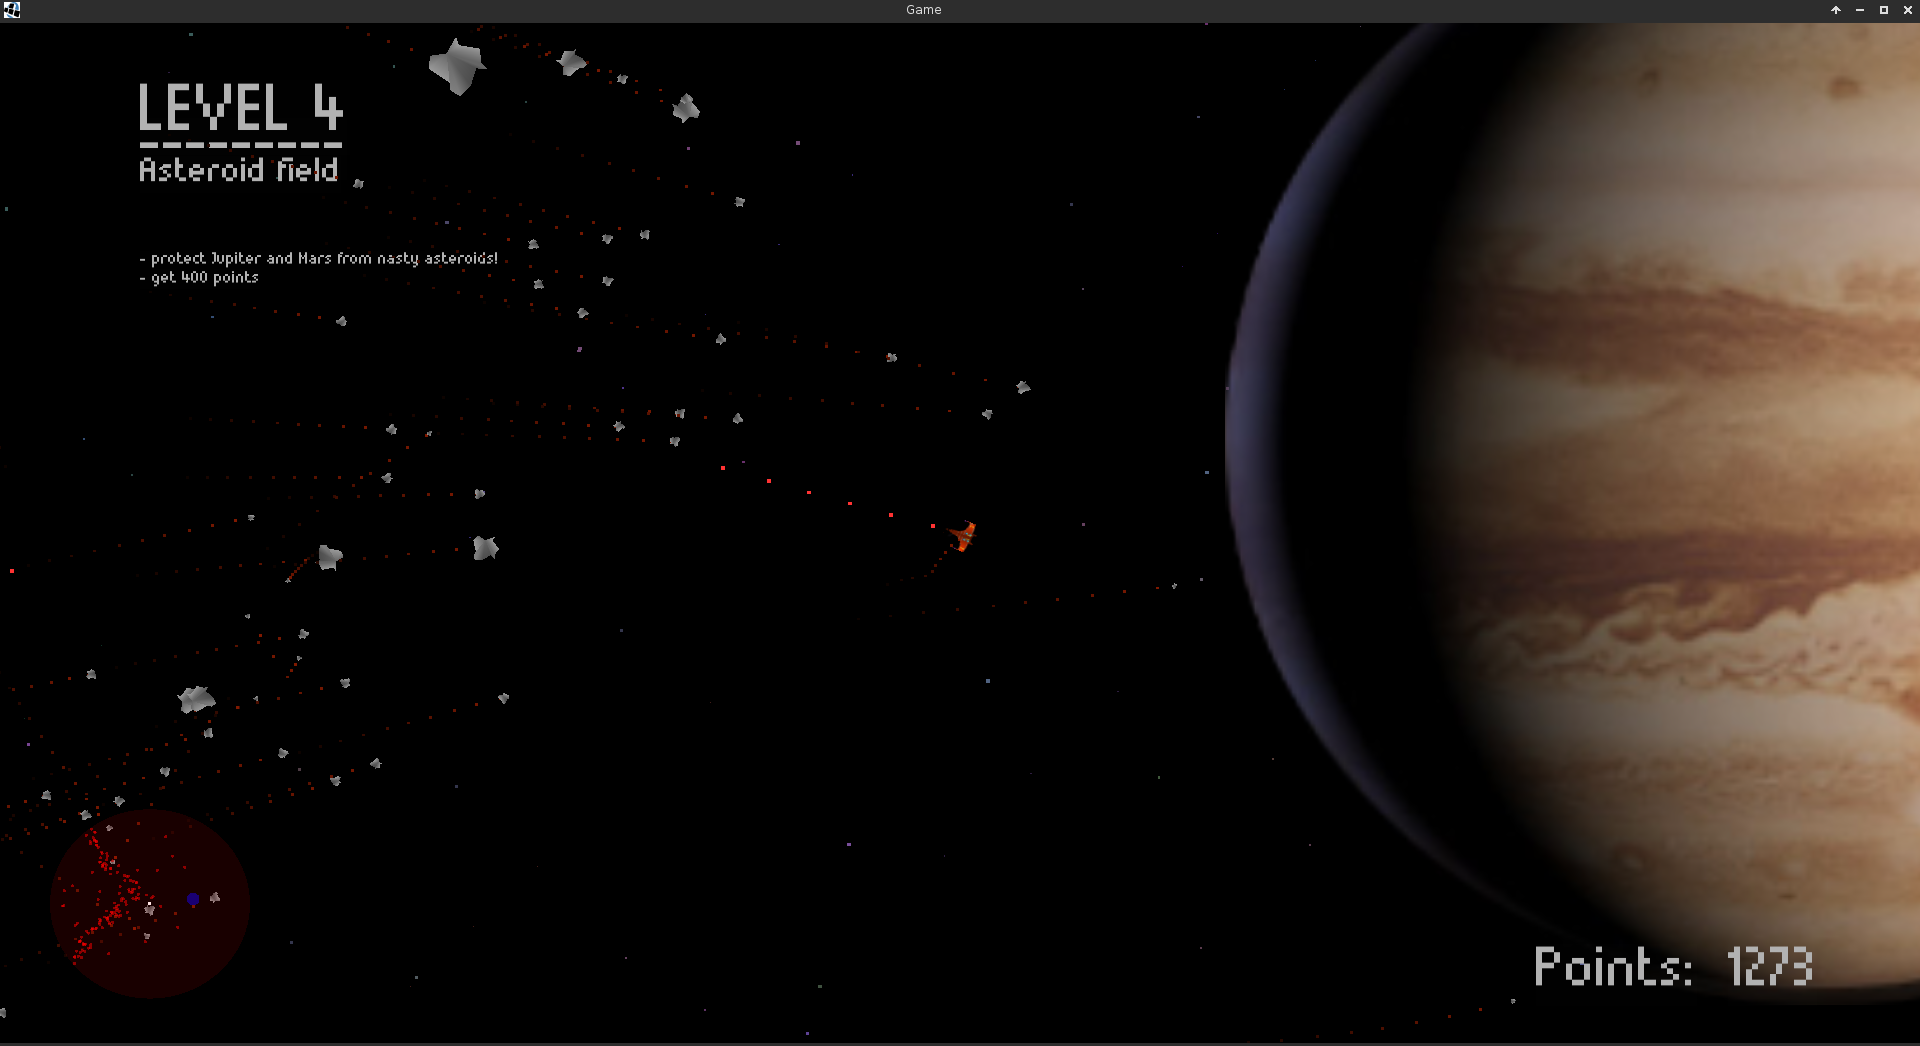 Game
LEVEL 4
----------
Asteroid field
- protect Jupiter and Mars from nasty asteroids!
- get 400 points
Points: 1273